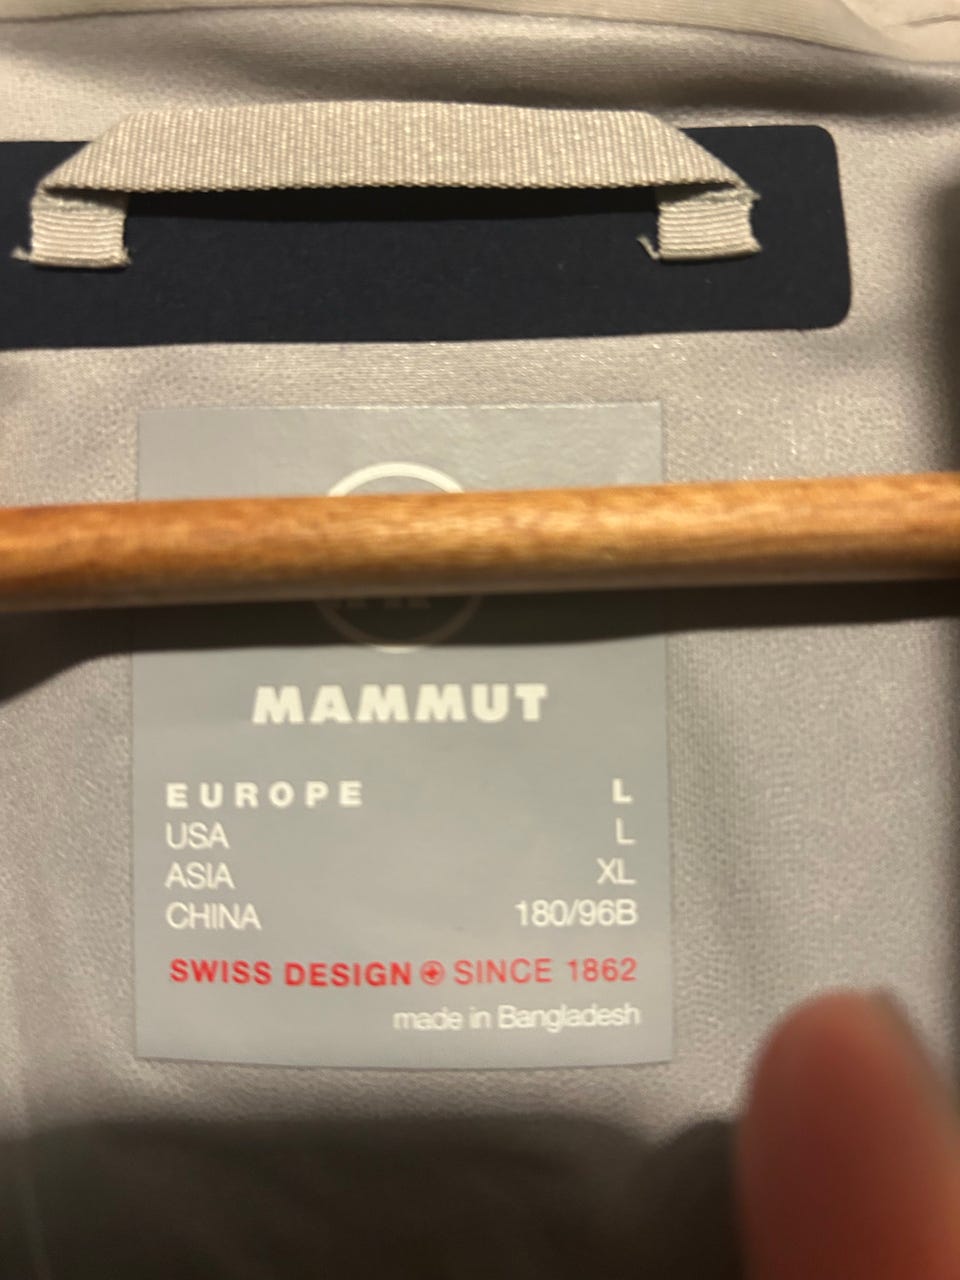 MAMMUT
EUROPE L
USA L
ASIA XL
CHINA 180/96B
SWISS DESIGN SINCE 1862
made in Bangladesh